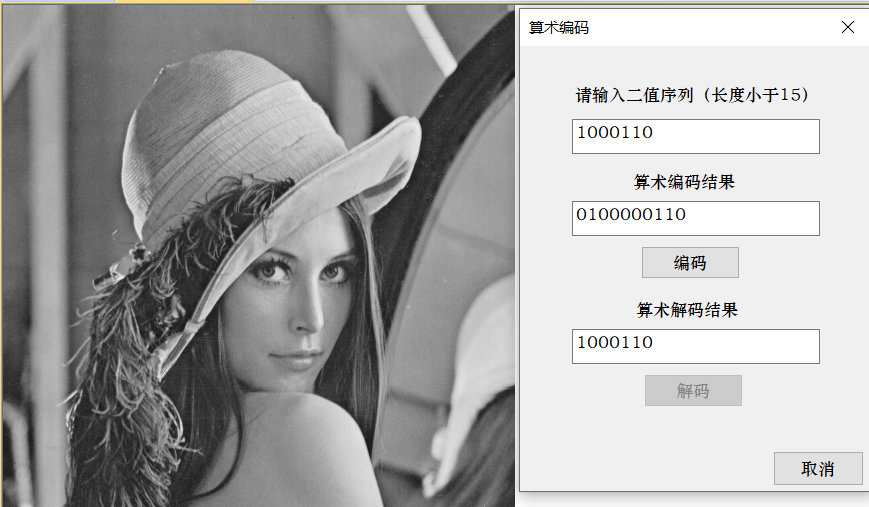 算术编码
请输入二值序列（长度小于15）
1000110
算术编码结果
0100000110
编码
算术解码结果
1000110
解码
取消